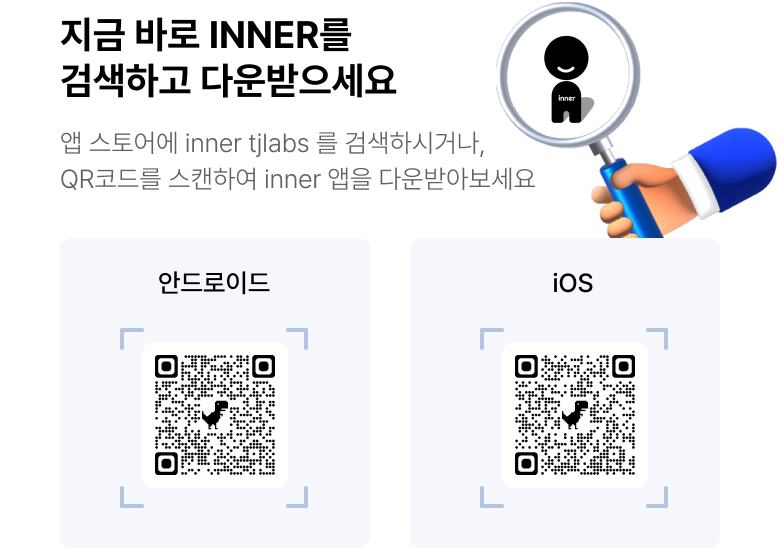 지금 바로 INNER를
검색하고 다운받으세요
inner
앱 스토어에 inner tjlabs 를 검색하시거나,
QR코드를 스캔하여 inner 앱을 다운받아보세요
안드로이드
iOS